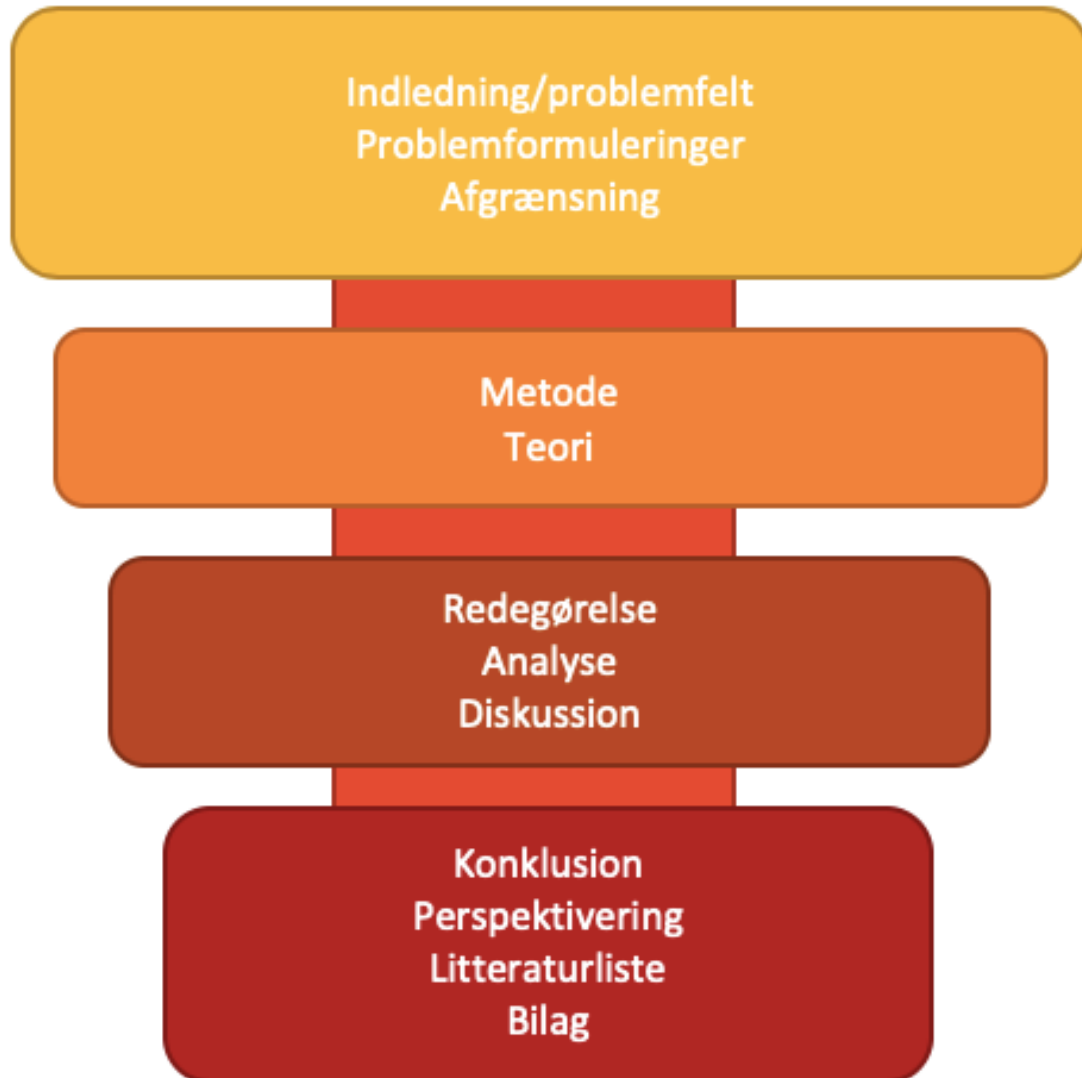 Indledning/problemfelt
Problemformuleringer
Afgrænsning
Metode
Teori
Redegørelse
Analyse
Diskussion
Konklusion
Perspektivering
Litteraturliste
Bilag